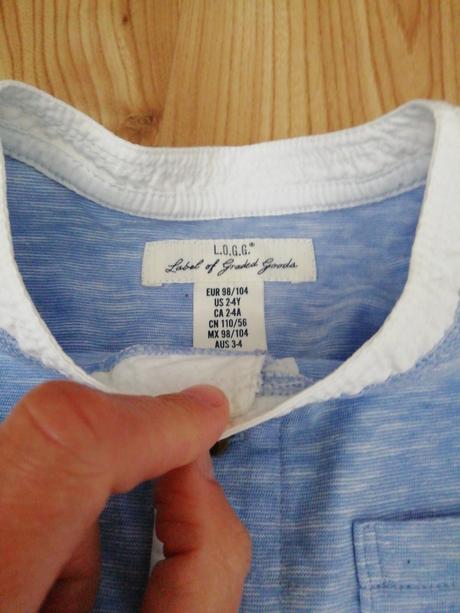 L.O.G.G.®
Label of Graded Goods
EUR 98/104
US 2-4Y
CA 2-4A
CN 110/56
MX 98/104
AUS 3-4